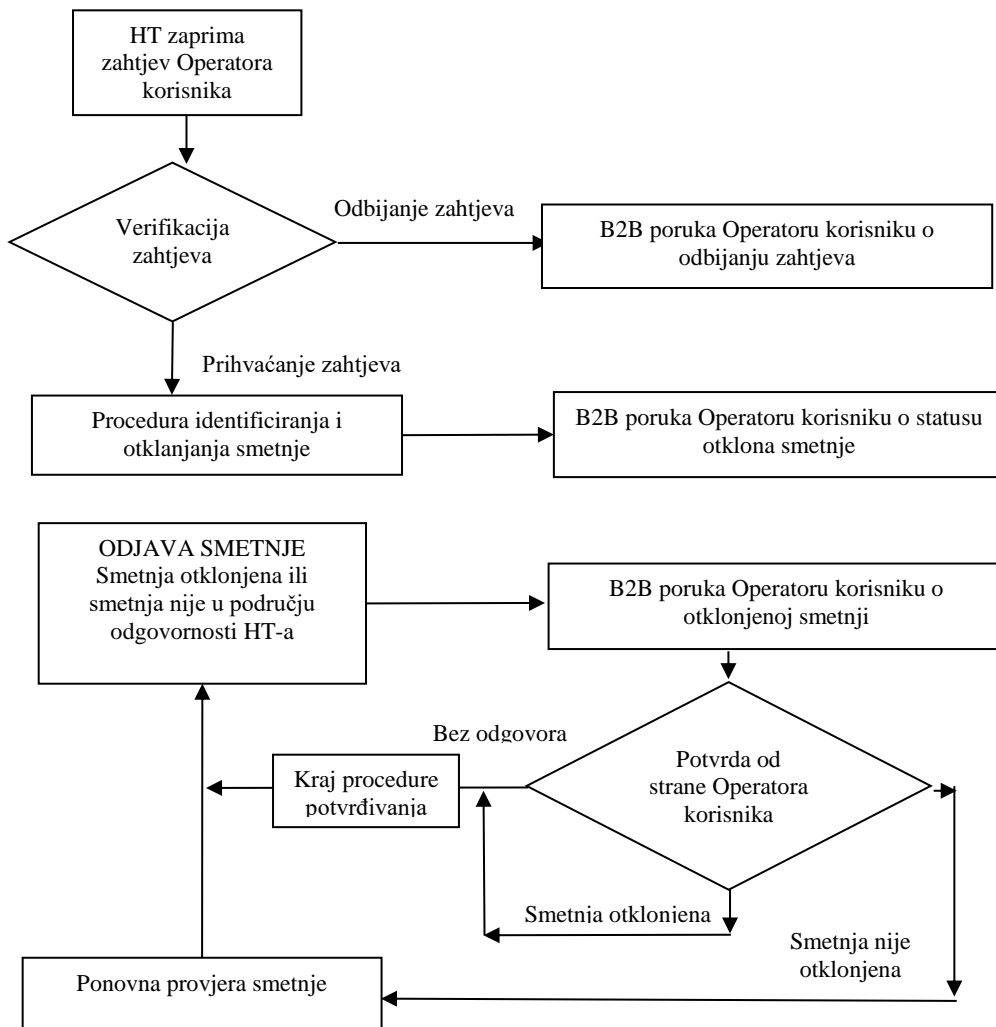 HT zaprima
zahtjev Operatora
korisnika
Verifikacija
zahtjeva
Odbijanje zahtjeva
B2B poruka Operatoru korisniku o
odbijanju zahtjeva
Prihvaćanje zahtjeva
Procedura identificiranja i
otklanjanja smetnje
B2B poruka Operatoru korisniku o statusu
otklona smetnje
ODJAVA SMETNJE
Smetnja otklonjena ili
smetnja nije u području
odgovornosti HT-a
B2B poruka Operatoru korisniku o
otklonjenoj smetnji
Bez odgovora
Kraj procedure
potvrđivanja
Potvrda od
strane Operatora
korisnika
Smetnja otklonjena
Smetnja nije
otklonjena
Ponovna provjera smetnje